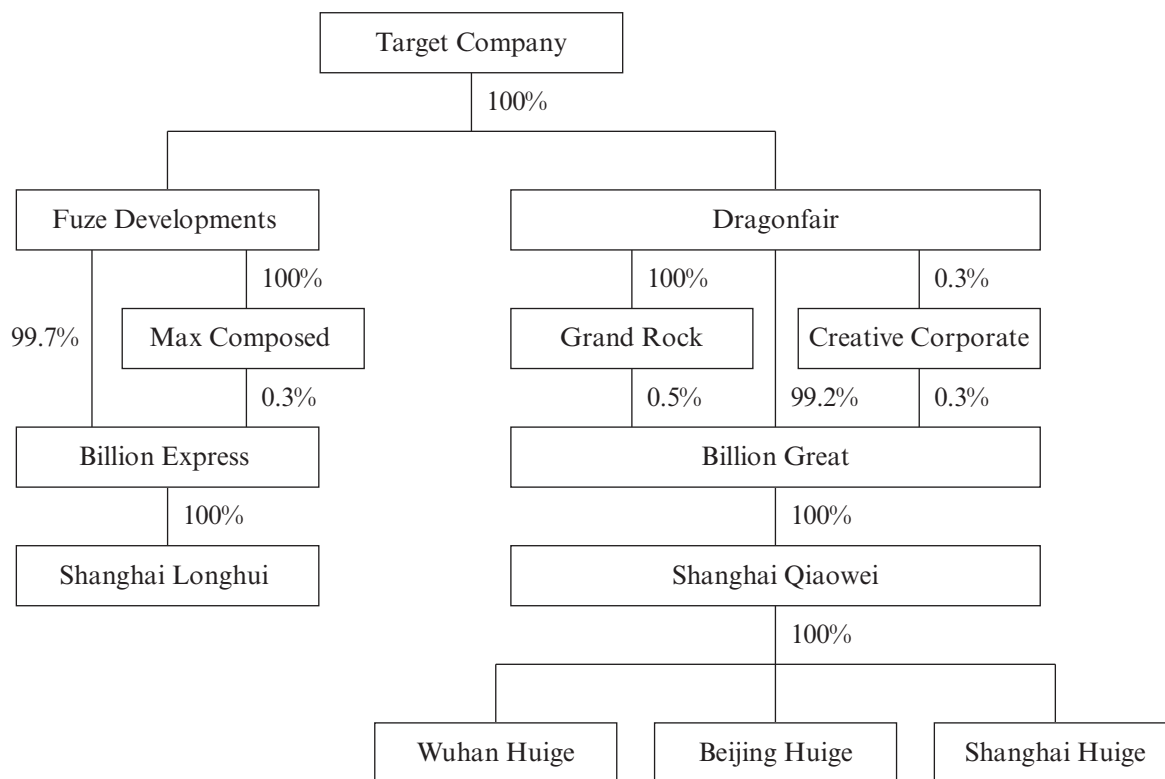 Target Company
100%
Fuze Developments
Dragonfair
100%
100%
0.3%
99.7%
Max Composed
Grand Rock
Creative Corporate
0.3%
0.5%
99.2%
0.3%
Billion Express
Billion Great
100%
100%
Shanghai Longhui
Shanghai Qiaowei
100%
Wuhan Huige
Beijing Huige
Shanghai Huige